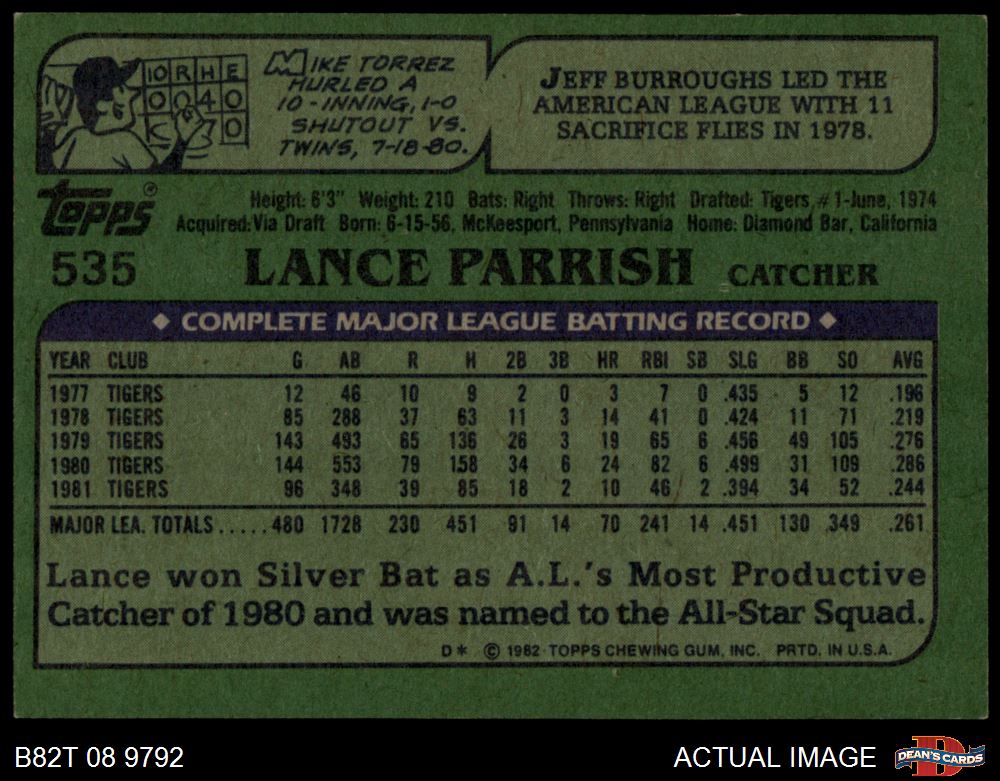 10 R H E
0 0 4 0
0
MIKE TORREZ
HURLED A
10-INNING, 1-0
SHUTOUT VS.
TWINS, 7-18-80.
JEFF BURROUGHS LED THE
AMERICAN LEAGUE WITH 11
SACRIFICE FLIES IN 1978.
Topps®
Height: 6'3" Weight: 210 Bats: Right Throws: Right Drafted: Tigers #1-June, 1974
Acquired: Via Draft Born: 6-15-56, McKeesport, Pennsylvania Home: Diamond Bar, California
535 LANCE PARRISH CATCHER
◆ COMPLETE MAJOR LEAGUE BATTING RECORD ◆
YEAR CLUB G AB R H 2B 3B HR RBI SB SLG BB SO AVG
1977 TIGERS 12 46 10 9 2 0 3 7 0 .435 5 12 .196
1978 TIGERS 85 288 37 63 11 3 14 41 0 .424 11 71 .219
1979 TIGERS 143 493 65 136 26 3 19 65 6 .456 49 105 .276
1980 TIGERS 144 553 79 158 34 6 24 82 6 .499 31 109 .286
1981 TIGERS 96 348 39 85 18 2 10 46 2 .394 34 52 .244
MAJOR LEA. TOTALS ..... 480 1728 230 451 91 14 70 241 14 .451 130 349 .261
Lance won Silver Bat as A.L.'s Most Productive
Catcher of 1980 and was named to the All-Star Squad.
D* © 1982 TOPPS CHEWING GUM, INC. PRTD. IN U.S.A.
B82T 08 9792 ACTUAL IMAGE D DEAN'S CARDS